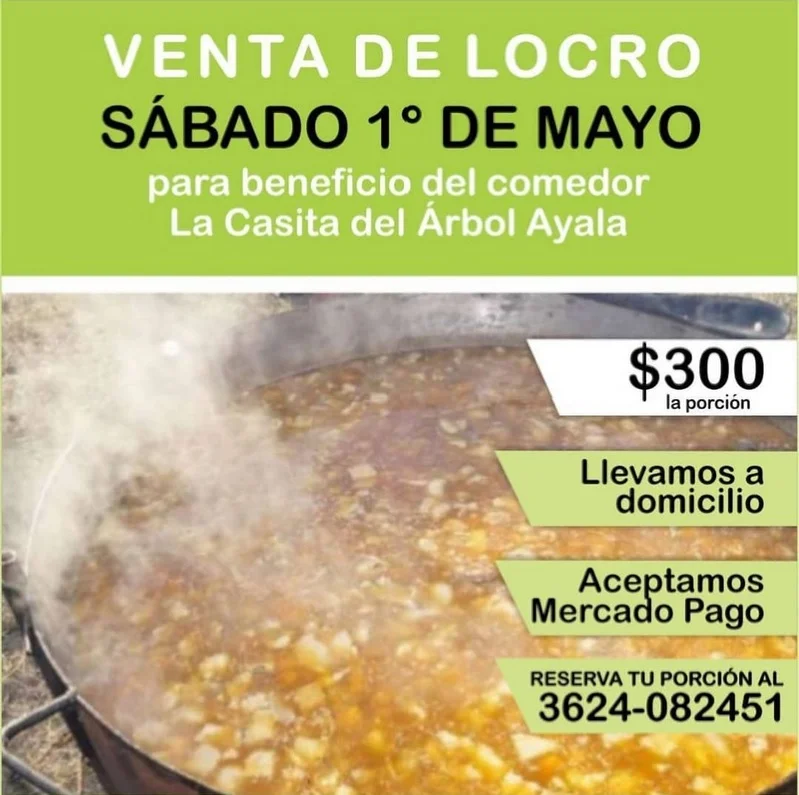 VENTA DE LOCRO
SÁBADO 1° DE MAYO
para beneficio del comedor
La Casita del Árbol Ayala
$300
la porción
Llevamos a
domicilio
Aceptamos
Mercado Pago
RESERVA TU PORCIÓN AL
3624-082451